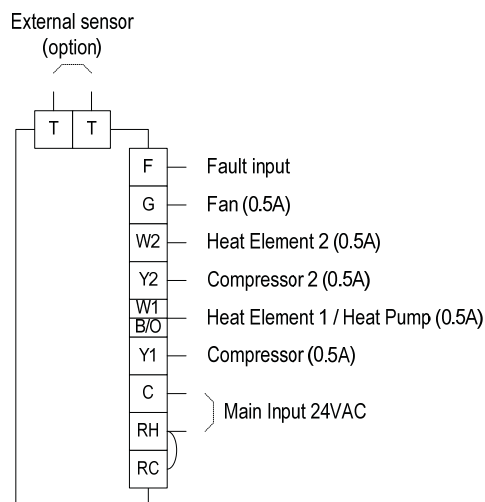 External sensor
(option)
T T
F Fault input
G Fan (0.5A)
W2 Heat Element 2 (0.5A)
Y2 Compressor 2 (0.5A)
W1
B/O Heat Element 1 / Heat Pump (0.5A)
Y1 Compressor (0.5A)
C
Main Input 24VAC
RH
RC